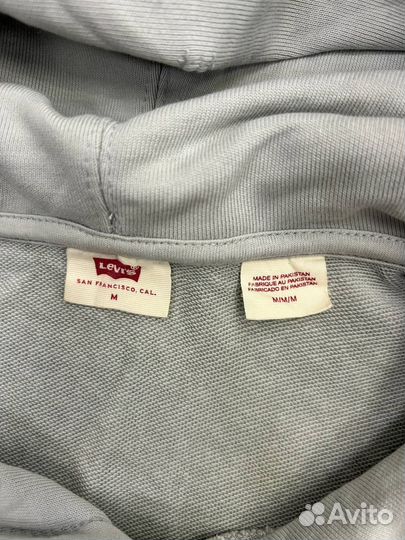 Levi's
SAN FRANCISCO, CAL.
M
MADE IN PAKISTAN
FABRIQUE AU PAKISTAN
FABRICADO EN PAKISTAN
M/M/M
Avito